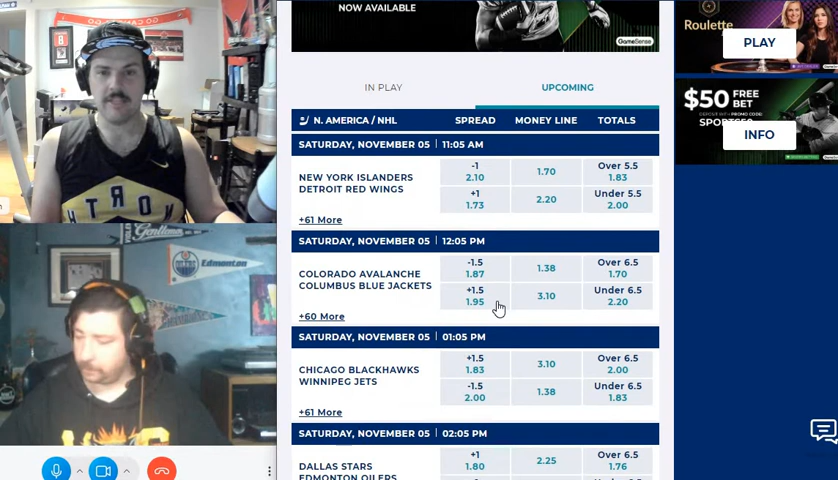 NOW AVAILABLE
GameSense
Roulette
PLAY
IN PLAY
UPCOMING
$50 FREE BET
INFO
N. AMERICA / NHL SPREAD MONEY LINE TOTALS
SATURDAY, NOVEMBER 05 | 11:05 AM
NEW YORK ISLANDERS
DETROIT RED WINGS
-1
2.10
1.70
Over 5.5
1.83
+1
1.73
2.20
Under 5.5
2.00
+61 More
SATURDAY, NOVEMBER 05 | 12:05 PM
COLORADO AVALANCHE
COLUMBUS BLUE JACKETS
-1.5
1.87
1.38
Over 6.5
1.70
+1.5
1.95
3.10
Under 6.5
2.20
+60 More
SATURDAY, NOVEMBER 05 | 01:05 PM
CHICAGO BLACKHAWKS
WINNIPEG JETS
+1.5
1.83
3.10
Over 6.5
2.00
-1.5
2.00
1.38
Under 6.5
1.83
+61 More
SATURDAY, NOVEMBER 05 | 02:05 PM
DALLAS STARS
EDMONTON OILERS
+1
1.80
2.25
Over 6.5
1.76
HTRON
Gentlemen
Edmonton